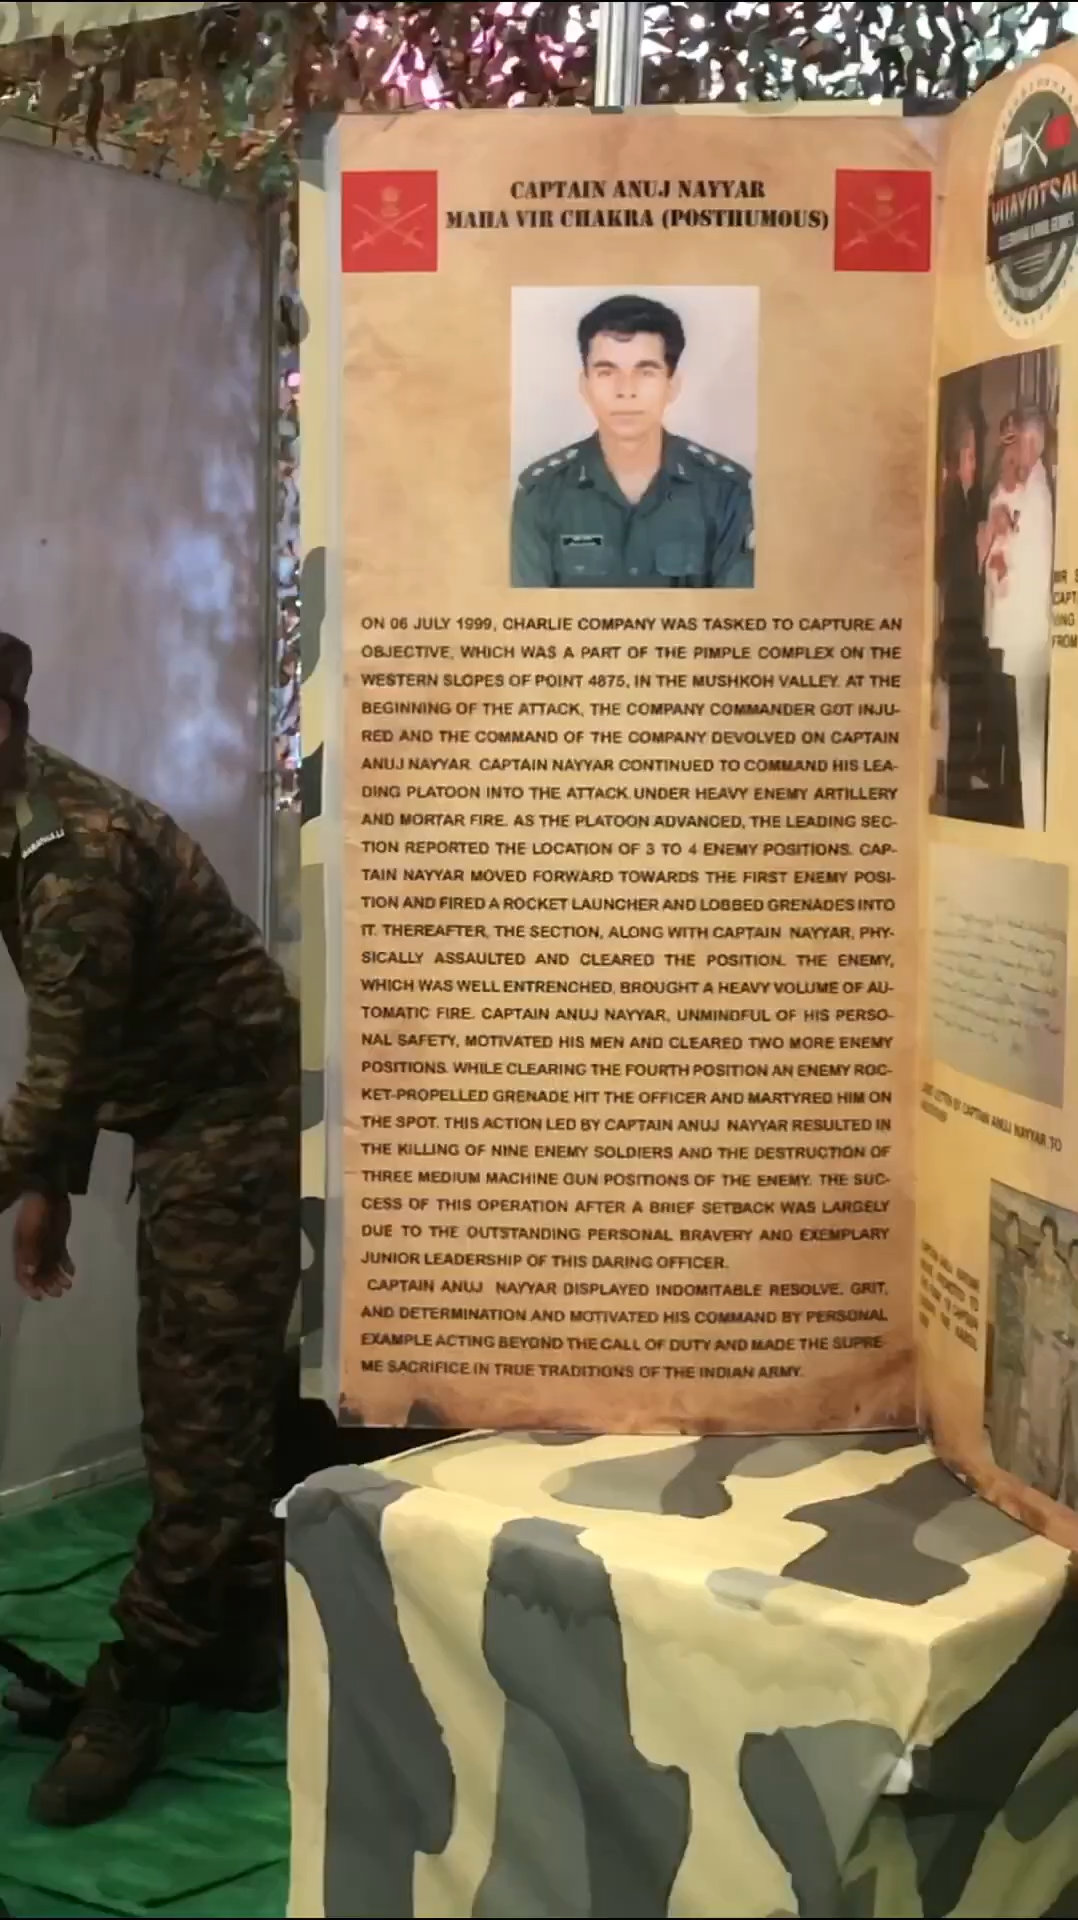 CAPTAIN ANUJ NAYYAR
MAHA VIR CHAKRA (POSTHUMOUS)
ON 06 JULY 1999, CHARLIE COMPANY WAS TASKED TO CAPTURE AN
OBJECTIVE, WHICH WAS A PART OF THE PIMPLE COMPLEX ON THE
WESTERN SLOPES OF POINT 4875, IN THE MUSHKOH VALLEY. AT THE
BEGINNING OF THE ATTACK, THE COMPANY COMMANDER GOT INJU-
RED AND THE COMMAND OF THE COMPANY DEVOLVED ON CAPTAIN
ANUJ NAYYAR. CAPTAIN NAYYAR CONTINUED TO COMMAND HIS LEA-
DING PLATOON INTO THE ATTACK UNDER HEAVY ENEMY ARTILLERY
AND MORTAR FIRE. AS THE PLATOON ADVANCED, THE LEADING SEC-
TION REPORTED THE LOCATION OF 3 TO 4 ENEMY POSITIONS. CAP-
TAIN NAYYAR MOVED FORWARD TOWARDS THE FIRST ENEMY POSI-
TION AND FIRED A ROCKET LAUNCHER AND LOBBED GRENADES INTO
IT. THEREAFTER, THE SECTION, ALONG WITH CAPTAIN NAYYAR, PHY-
SICALLY ASSAULTED AND CLEARED THE POSITION. THE ENEMY,
WHICH WAS WELL ENTRENCHED, BROUGHT A HEAVY VOLUME OF AU-
TOMATIC FIRE. CAPTAIN ANUJ NAYYAR, UNMINDFUL OF HIS PERSO-
NAL SAFETY, MOTIVATED HIS MEN AND CLEARED TWO MORE ENEMY
POSITIONS. WHILE CLEARING THE FOURTH POSITION AN ENEMY ROC-
KET-PROPELLED GRENADE HIT THE OFFICER AND MARTYRED HIM ON
THE SPOT. THIS ACTION LED BY CAPTAIN ANUJ NAYYAR RESULTED IN
THE KILLING OF NINE ENEMY SOLDIERS AND THE DESTRUCTION OF
THREE MEDIUM MACHINE GUN POSITIONS OF THE ENEMY. THE SUC-
CESS OF THIS OPERATION AFTER A BRIEF SETBACK WAS LARGELY
DUE TO THE OUTSTANDING PERSONAL BRAVERY AND EXEMPLARY
JUNIOR LEADERSHIP OF THIS DARING OFFICER.
CAPTAIN ANUJ NAYYAR DISPLAYED INDOMITABLE RESOLVE, GRIT,
AND DETERMINATION AND MOTIVATED HIS COMMAND BY PERSONAL
EXAMPLE ACTING BEYOND THE CALL OF DUTY AND MADE THE SUPRE-
ME SACRIFICE IN TRUE TRADITIONS OF THE INDIAN ARMY.
MR S
CAPT
FROM
LETTER BY CAPTAIN ANUJ NAYYAR TO